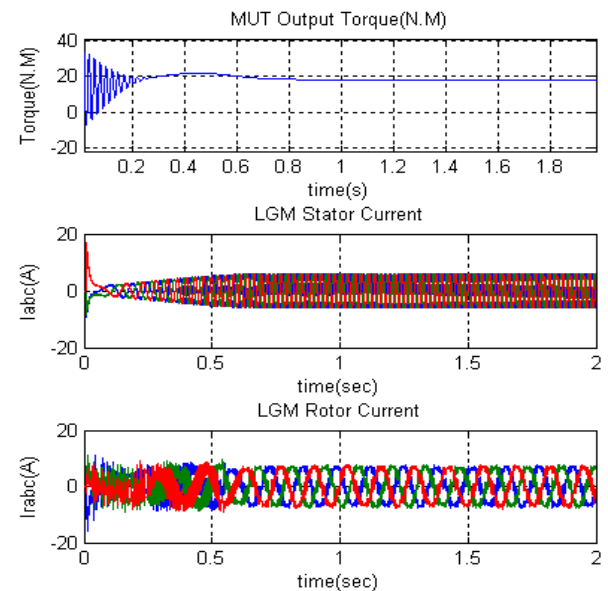 MUT Output Torque(N.M)
40
20
0
-20
Torque(N.M)
0.2 0.4 0.6 0.8 1 1.2 1.4 1.6 1.8
time(s)
LGM Stator Current
20
0
-20
Iabc(A)
0 0.5 1 1.5 2
time(sec)
LGM Rotor Current
20
0
-20
Irabc(A)
0 0.5 1 1.5 2
time(sec)